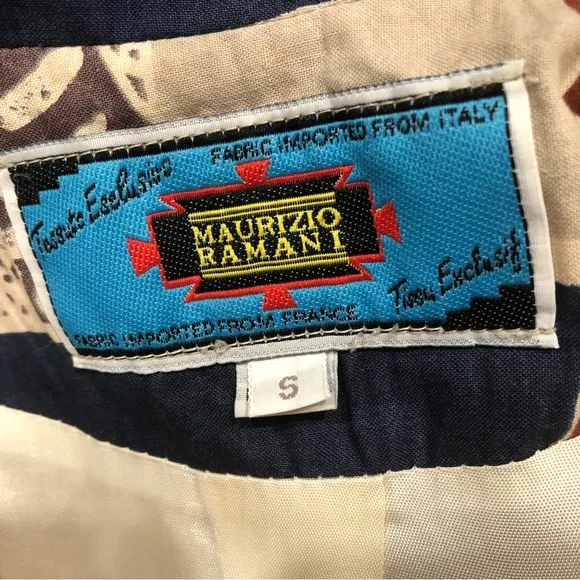 FABRIC IMPORTED FROM ITALY
Tessuto Esclusivo
MAURIZIO
RAMANI
Tissu Exclusif
FABRIC IMPORTED FROM FRANCE
S